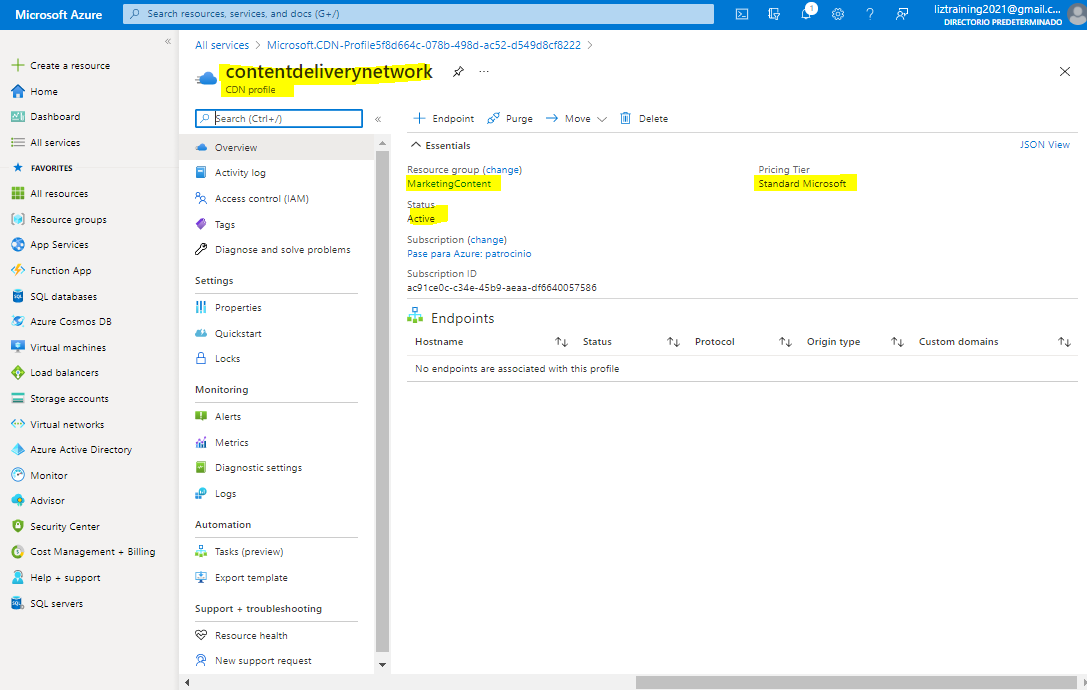 Microsoft Azure
Search resources, services, and docs (G+/)
1
liztraining2021@gmail.c...
DIRECTORIO PREDETERMINADO
Create a resource
Home
Dashboard
All services
FAVORITES
All resources
Resource groups
App Services
Function App
SQL databases
Azure Cosmos DB
Virtual machines
Load balancers
Storage accounts
Virtual networks
Azure Active Directory
Monitor
Advisor
Security Center
Cost Management + Billing
Help + support
SQL servers
All services > Microsoft.CDN-Profile5f8d664c-078b-498d-ac52-d549d8cf8222 >
contentdeliverynetwork
CDN profile
Search (Ctrl+/)
Overview
Activity log
Access control (IAM)
Tags
Diagnose and solve problems
Settings
Properties
Quickstart
Locks
Monitoring
Alerts
Metrics
Diagnostic settings
Logs
Automation
Tasks (preview)
Export template
Support + troubleshooting
Resource health
New support request
Endpoint Purge Move Delete
Essentials
JSON View
Resource group (change)
MarketingContent
Status
Active
Subscription (change)
Pase para Azure: patrocinio
Subscription ID
ac91ce0c-c34e-45b9-aeaa-df6640057586
Pricing Tier
Standard Microsoft
Endpoints
Hostname Status Protocol Origin type Custom domains
No endpoints are associated with this profile